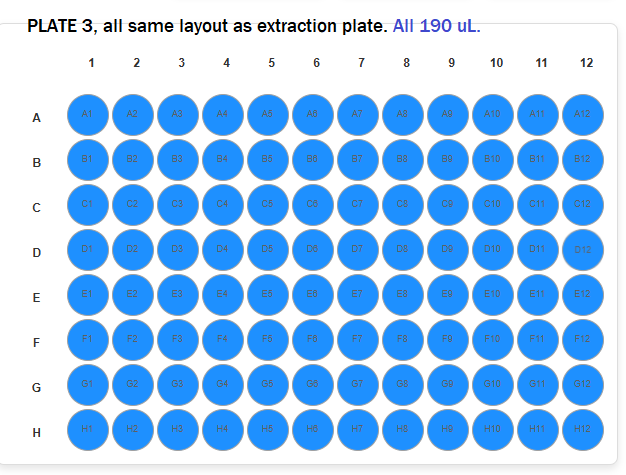 PLATE 3, all same layout as extraction plate. All 190 uL.
1 2 3 4 5 6 7 8 9 10 11 12
A A1 A2 A3 A4 A5 A6 A7 A8 A9 A10 A11 A12
B B1 B2 B3 B4 B5 B6 B7 B8 B9 B10 B11 B12
C C1 C2 C3 C4 C5 C6 C7 C8 C9 C10 C11 C12
D D1 D2 D3 D4 D5 D6 D7 D8 D9 D10 D11 D12
E E1 E2 E3 E4 E5 E6 E7 E8 E9 E10 E11 E12
F F1 F2 F3 F4 F5 F6 F7 F8 F9 F10 F11 F12
G G1 G2 G3 G4 G5 G6 G7 G8 G9 G10 G11 G12
H H1 H2 H3 H4 H5 H6 H7 H8 H9 H10 H11 H12